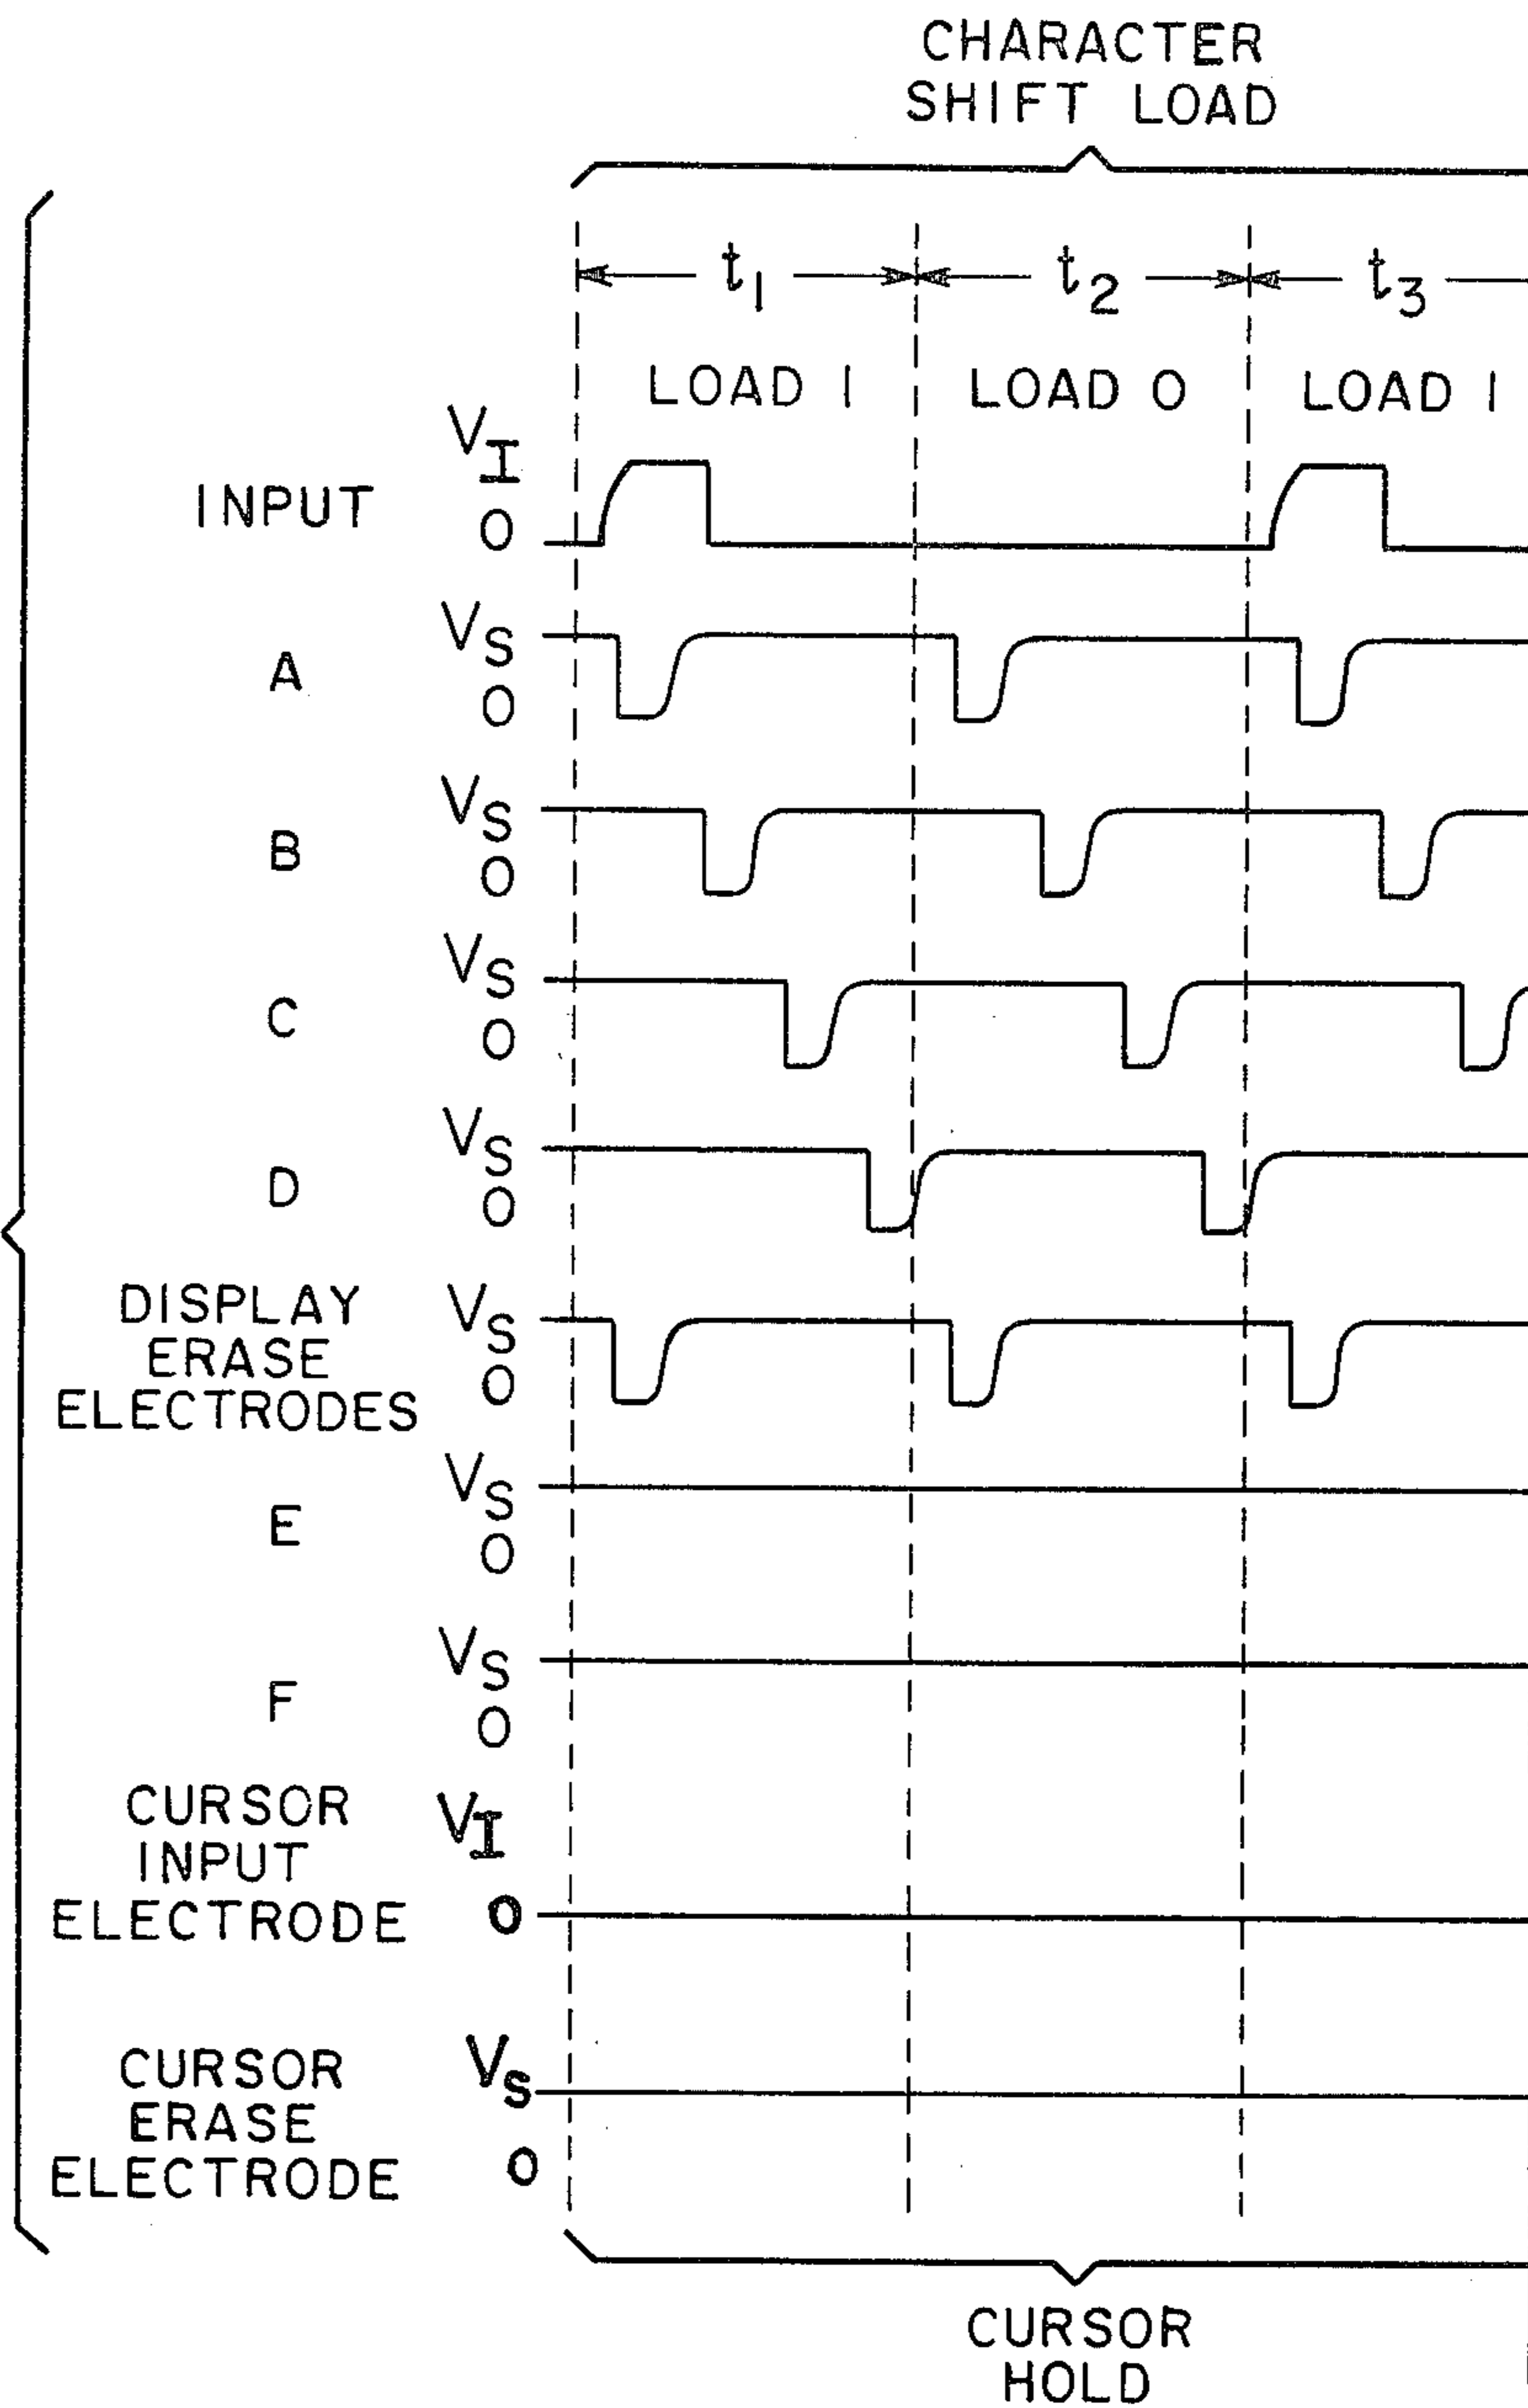 CHARACTER
SHIFT LOAD
t1 t2 t3
LOAD 1 LOAD 0 LOAD 1
INPUT VI
0
A VS
0
B VS
0
C VS
0
D VS
0
DISPLAY
ERASE
ELECTRODES
VS
0
E VS
0
F VS
0
CURSOR
INPUT
ELECTRODE
VI
0
CURSOR
ERASE
ELECTRODE
VS
0
CURSOR
HOLD